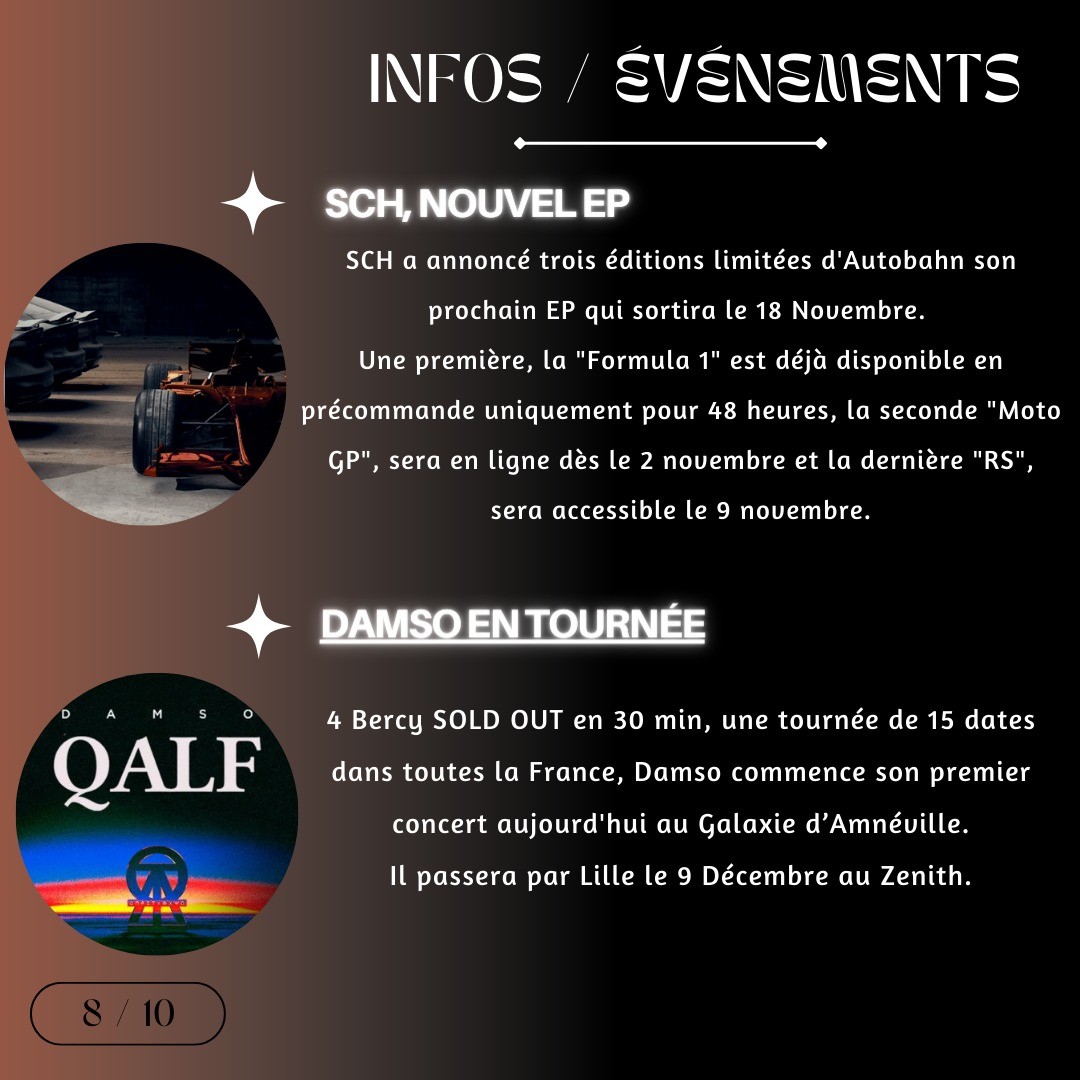 INFOS / ÉVÉNEMENTS
SCH, NOUVEL EP
SCH a annoncé trois éditions limitées d'Autobahn son
prochain EP qui sortira le 18 Novembre.
Une première, la "Formula 1" est déjà disponible en
précommande uniquement pour 48 heures, la seconde "Moto
GP", sera en ligne dès le 2 novembre et la dernière "RS",
sera accessible le 9 novembre.
DAMSO EN TOURNÉE
DAMSO
QALF
4 Bercy SOLD OUT en 30 min, une tournée de 15 dates
dans toutes la France, Damso commence son premier
concert aujourd'hui au Galaxie d’Amnéville.
Il passera par Lille le 9 Décembre au Zenith.
8 / 10